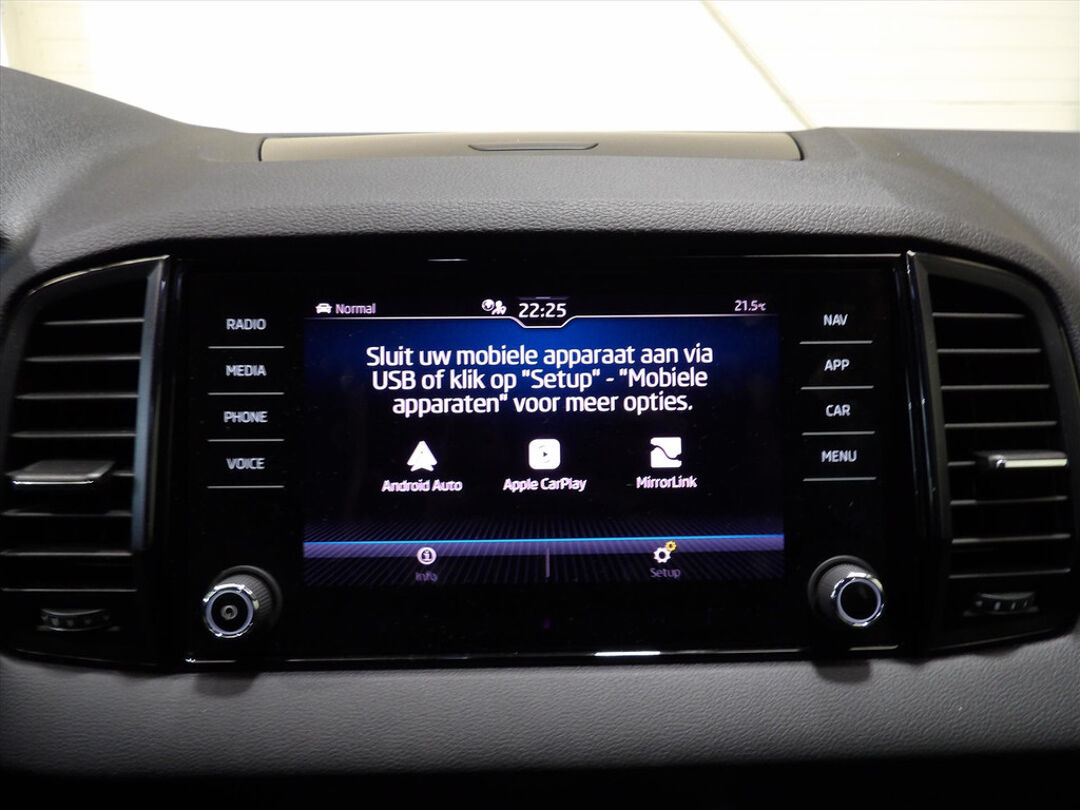 Normal
22:25
21.5°C
RADIO
MEDIA
PHONE
VOICE
Sluit uw mobiele apparaat aan via
USB of klik op "Setup" - "Mobiele
apparaten" voor meer opties.
Android Auto
Apple CarPlay
MirrorLink
Info
Setup
NAV
APP
CAR
MENU